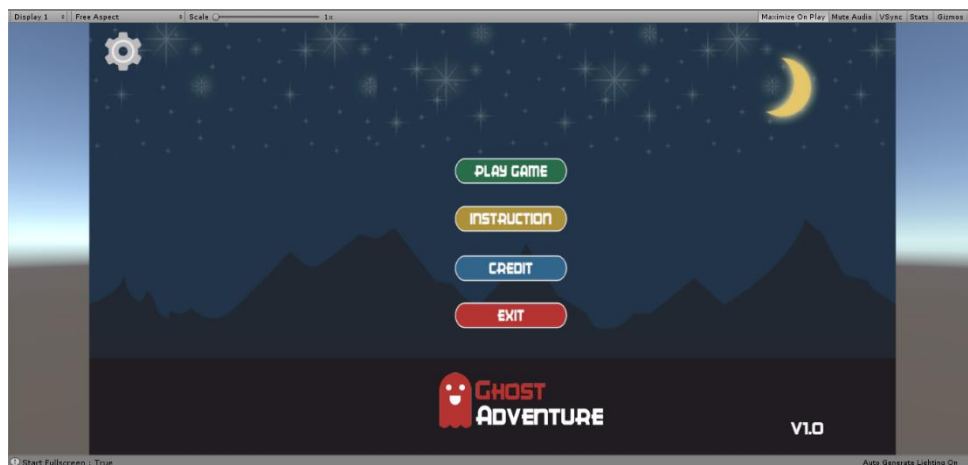 Display 1 Free Aspect Scale 1x Maximize On Play Mute Audio VSync Stats Gizmos
PLAY GAME
INSTRUCTION
CREDIT
EXIT
GHOST
ADVENTURE
V1.0
Start Fullscreen : True Auto Generate Lighting On